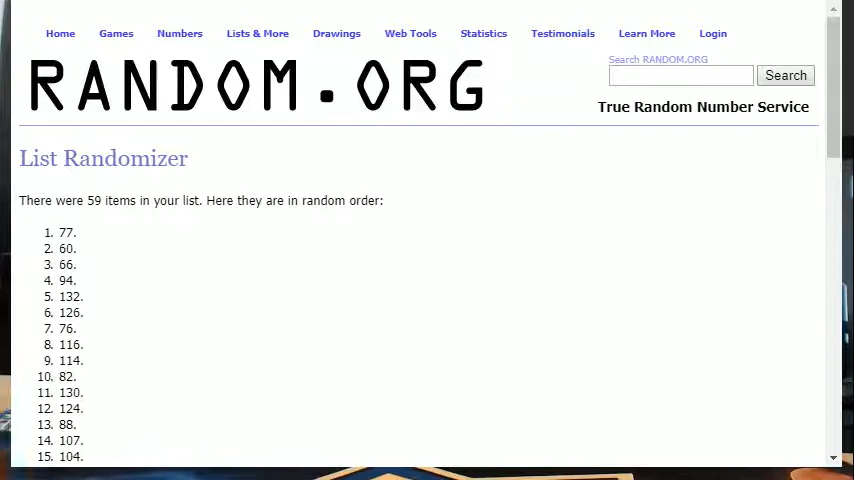 Home Games Numbers Lists & More Drawings Web Tools Statistics Testimonials Learn More Login
RANDOM.ORG
Search RANDOM.ORG
Search
True Random Number Service
List Randomizer
There were 59 items in your list. Here they are in random order:
1. 77.
2. 60.
3. 66.
4. 94.
5. 132.
6. 126.
7. 76.
8. 116.
9. 114.
10. 82.
11. 130.
12. 124.
13. 88.
14. 107.
15. 104.